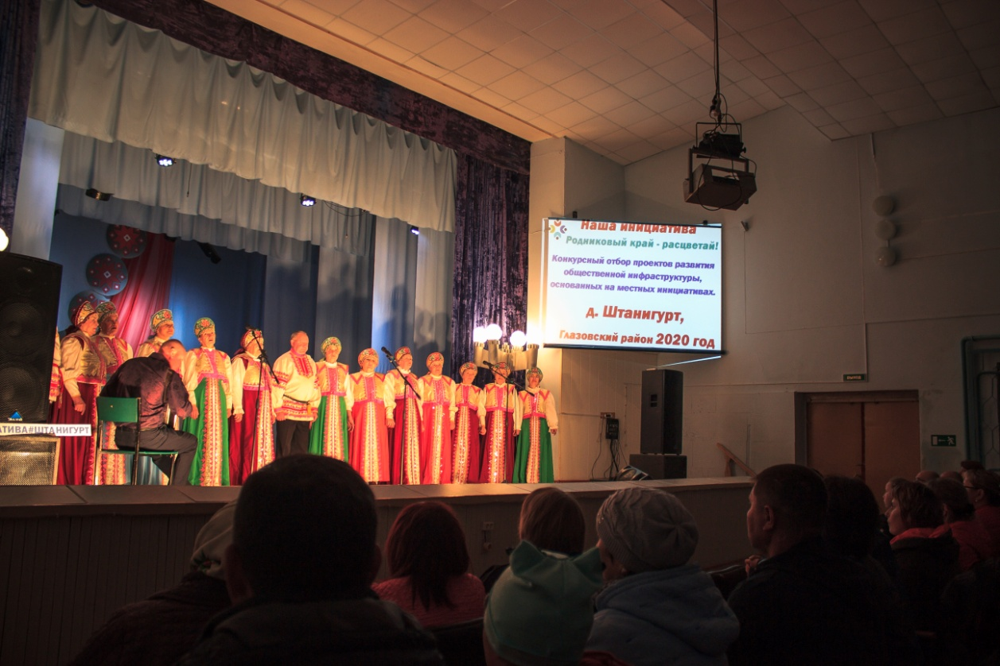 Наша инициатива
Родниковый край - расцветай!
Конкурсный отбор проектов развития
общественной инфраструктуры,
основанных на местных инициативах.
д. Штанигурт,
Глазовский район 2020 год
АТИВА#ШТАНИГУРТ